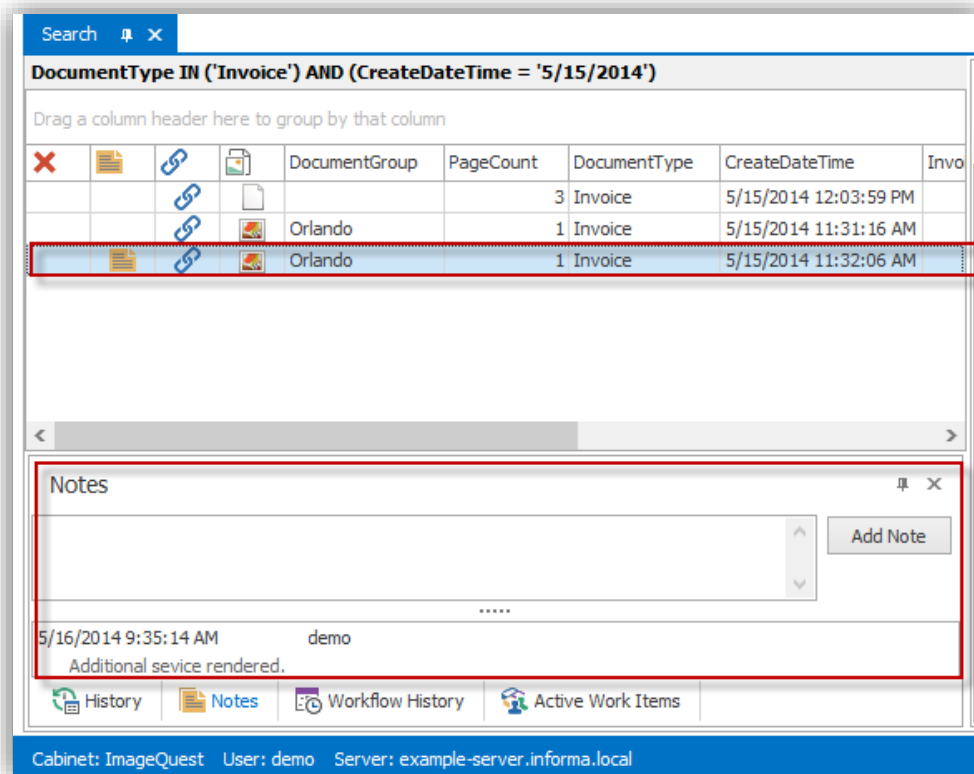 Search
DocumentType IN ('Invoice') AND (CreateDateTime = '5/15/2014')
Drag a column header here to group by that column
DocumentGroup PageCount DocumentType CreateDateTime Invo
3 Invoice 5/15/2014 12:03:59 PM
Orlando 1 Invoice 5/15/2014 11:31:16 AM
Orlando 1 Invoice 5/15/2014 11:32:06 AM
Notes
Add Note
5/16/2014 9:35:14 AM demo
Additional sevice rendered.
History Notes Workflow History Active Work Items
Cabinet: ImageQuest User: demo Server: example-server.informa.local